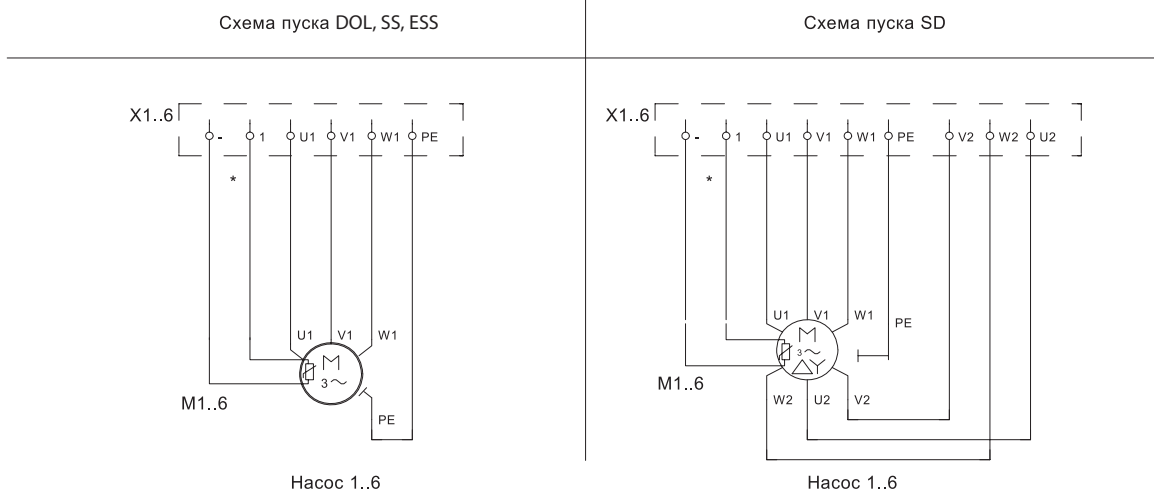 Схема пуска DOL, SS, ESS
Схема пуска SD
X1..6
- 1 U1 V1 W1 PE
*
U1 V1 W1
M
3~
M1..6
PE
Насос 1..6
X1..6
- 1 U1 V1 W1 PE V2 W2 U2
*
U1 V1 W1
PE
M
3~
△Y
M1..6
W2 U2 V2
Насос 1..6